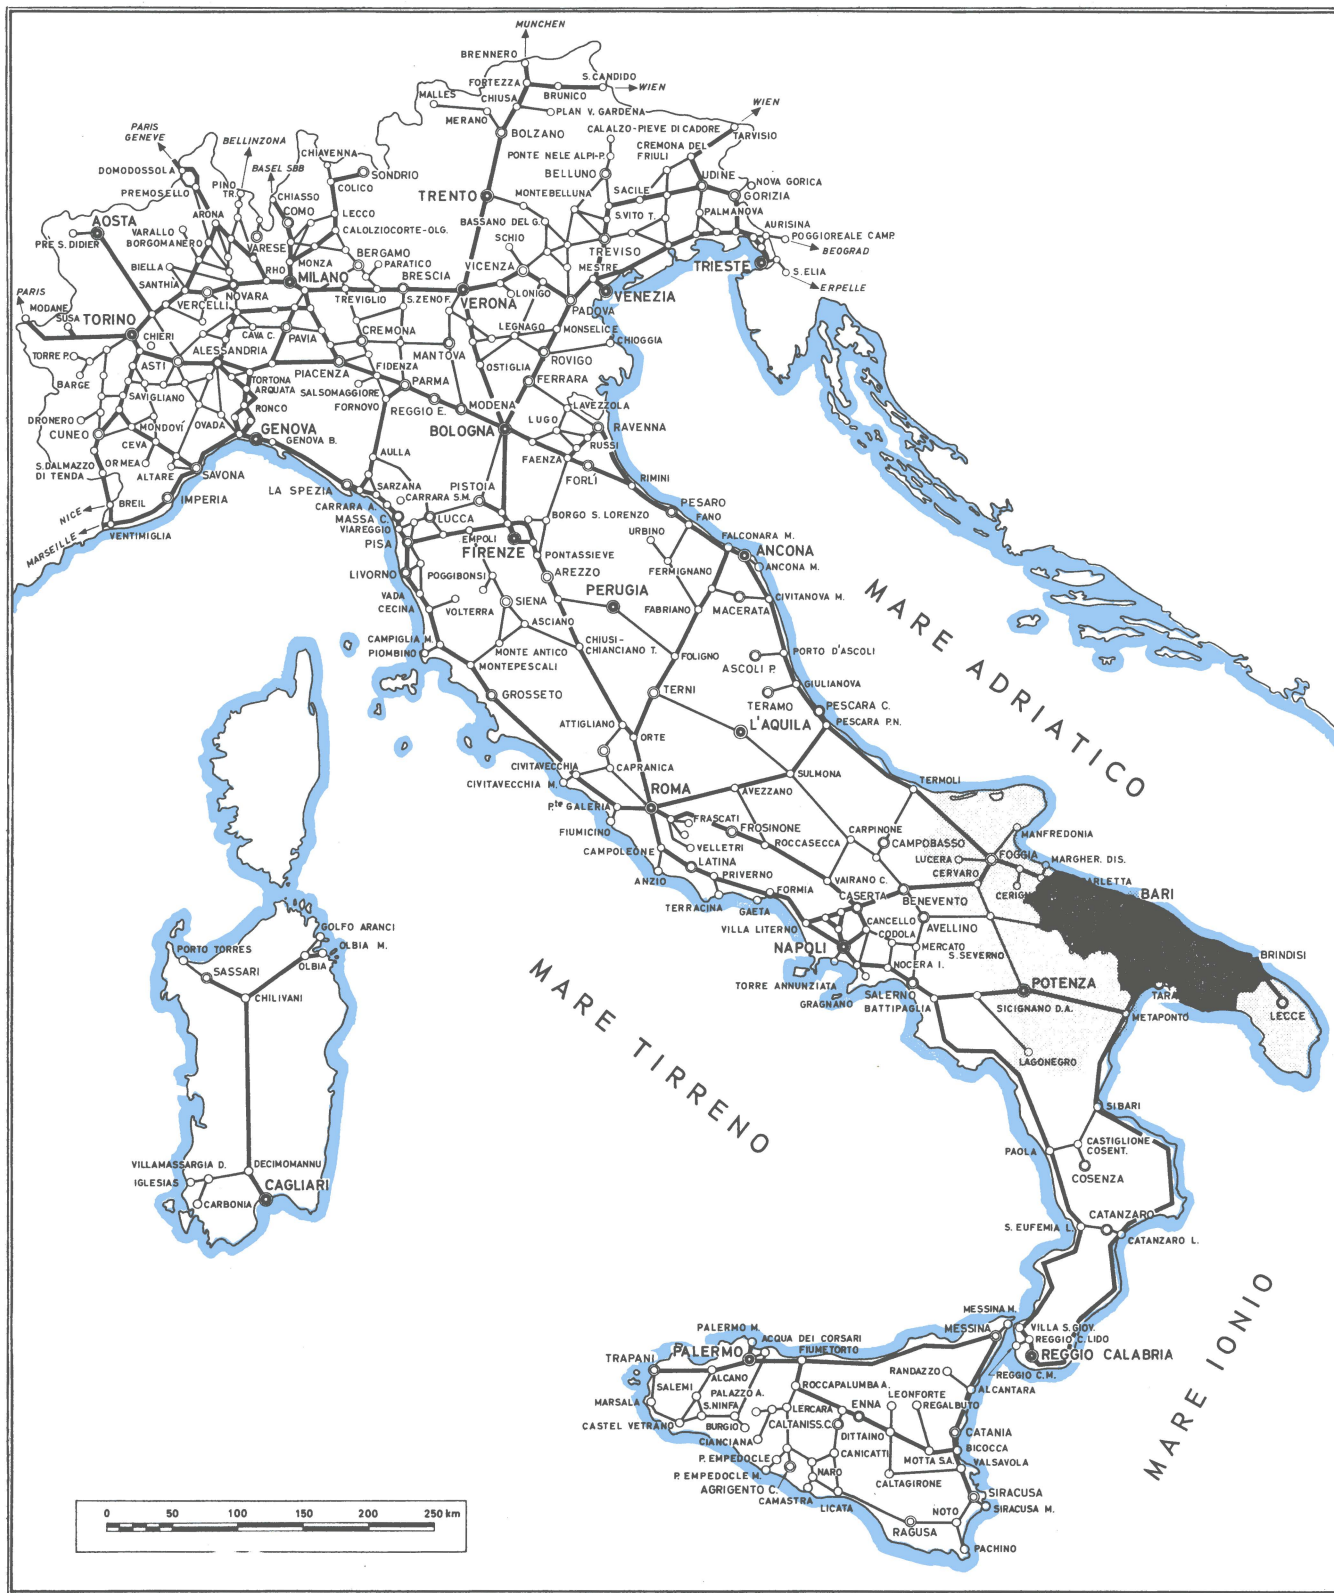 MUNCHEN
BRENNERO
FORTEZZA
S. CANDIDO
WIEN
BRUNICO
MALLES
CHIUSA
MERANO
PLAN V. GARDENA
WIEN
TARVISIO
BOLZANO
CALALZO-PIEVE DI CADORE
CREMONA DEL
FRIULI
PONTE NELE ALPI-P.
BELLUNO
PARIS
GENEVE
BELLINZONA
BASEL SBB
CHIAVENNA
SONDRIO
DOMODOSSOLA
PREMOSELLO
PINO
TR.
CHIASSO
COLICO
COMO
LECCO
TRENTO
MONTEBELLUNA
SACILE
UDINE
NOVA GORICA
GORIZIA
ARONA
AOSTA
PRE S. DIDIER
VARALLO
BORGOMANERO
VARESE
CALOLZIOCORTE-OLG.
BASSANO DEL G.
S.VITO T.
PALMANOVA
AURISINA
POGGIOREALE CAMP.
BEOGRAD
SCHIO
TREVISO
BERGAMO
PARATICO
MONZA
BIELLA
RHO
MILANO
BRESCIA
VICENZA
MESTRE
TRIESTE
S. ELIA
ERPELLE
SANTHIA
NOVARA
TREVIGLIO
S.ZENO F.
VERONA
LONIGO
VENEZIA
PADOVA
PARIS
MODANE
SUSA
VERCELLI
TORINO
CHIERI
CAVA C.
PAVIA
CREMONA
LEGNAGO
MONSELICE
CHIOGGIA
MANTOVA
TORRE P.
ASTI
ALESSANDRIA
PIACENZA
FIDENZA
OSTIGLIA
ROVIGO
BARGE
TORTONA
ARQUATA
SALSOMAGGIORE
PARMA
FERRARA
SAVIGLIANO
FORNOVO
REGGIO E.
MODENA
LAVEZZOLA
DRONERO
CUNEO
MONDOVÍ
OVADA
RONCO
GENOVA
GENOVA B.
BOLOGNA
LUGO
RAVENNA
CEVA
RUSSI
FAENZA
S.DALMAZZO
DI TENDA
ORMEA
ALTARE
SAVONA
AULLA
FORLÌ
RIMINI
LA SPEZIA
SARZANA
CARRARA S.M.
PISTOIA
IMPERIA
NICE
BREIL
CARRARA A.
MASSA C.
VIAREGGIO
LUCCA
BORGO S. LORENZO
PESARO
FANO
URBINO
MARSEILLE
VENTIMIGLIA
PISA
EMPOLI
FIRENZE
PONTASSIEVE
FALCONARA M.
ANCONA
ANCONA M.
FERMIGNANO
LIVORNO
POGGIBONSI
AREZZO
PERUGIA
VADA
CECINA
VOLTERRA
SIENA
FABRIANO
MACERATA
CIVITANOVA M.
ASCIANO
MARE ADRIATICO
CAMPIGLIA M.
PIOMBINO
MONTE ANTICO
MONTEPESCALI
CHIUSI-
CHIANCIANO T.
FOLIGNO
PORTO D'ASCOLI
ASCOLI P.
GROSSETO
TERNI
TERAMO
GIULIANOVA
PESCARA C.
PESCARA P.N.
ATTIGLIANO
ORTE
L'AQUILA
CIVITAVECCHIA
CIVITAVECCHIA M.
CAPRANICA
ROMA
AVEZZANO
SULMONA
TERMOLI
P.te GALERIA
FRASCATI
FIUMICINO
FROSINONE
CARPINONE
CAMPOBASSO
MANFREDONIA
VELLETRI
CAMPOLEONE
ROCCASECCA
LUCERA
FOGGIA
MARGHER. DIS.
LATINA
CERVARO
ANZIO
PRIVERNO
VAIRANO C.
CERIG
ARLETTA
BARI
FORMIA
CASERTA
BENEVENTO
TERRACINA
GAETA
CANCELLO
AVELLINO
VILLA LITERNO
CODOLA
GOLFO ARANCI
OLBIA M.
NAPOLI
MERCATO
S. SEVERNO
BRINDISI
PORTO TORRES
OLBIA
SASSARI
NOCERA I.
MARE TIRRENO
TORRE ANNUNZIATA
POTENZA
TARA
CHILIVANI
GRAGNANO
SALERNO
BATTIPAGLIA
SICIGNANO D.A.
METAPONTO
LECCE
LAGONEGRO
SIBARI
PAOLA
CASTIGLIONE
COSENT.
VILLAMASSARGIA D.
DECIMOMANNU
IGLESIAS
CAGLIARI
CARBONIA
COSENZA
CATANZARO
S. EUFEMIA L.
CATANZARO L.
MARE IONIO
MESSINA M.
MESSINA
VILLA S. GIOV.
PALERMO M.
ACQUA DEI CORSARI
REGGIO C. LIDO
PALERMO
FIUMETORTO
REGGIO CALABRIA
TRAPANI
ALCANO
RANDAZZO
REGGIO C.M.
SALEMI
PALAZZO A.
ROCCAPALUMBA A.
ALCANTARA
LEONFORTE
MARSALA
S.NINFA
LERCARA
ENNA
REGALBUTO
CASTEL VETRANO
BURGIO
CALTANISS.C.
DITTAINO
CATANIA
CIANCIANA
BICOCCA
P. EMPEDOCLE
CANICATTI
MOTTA S.A.
VALSAVOLA
P. EMPEDOCLE M.
NARO
CALTAGIRONE
AGRIGENTO C.
CAMASTRA
LICATA
SIRACUSA
SIRACUSA M.
NOTO
RAGUSA
PACHINO
0 50 100 150 200 250 km